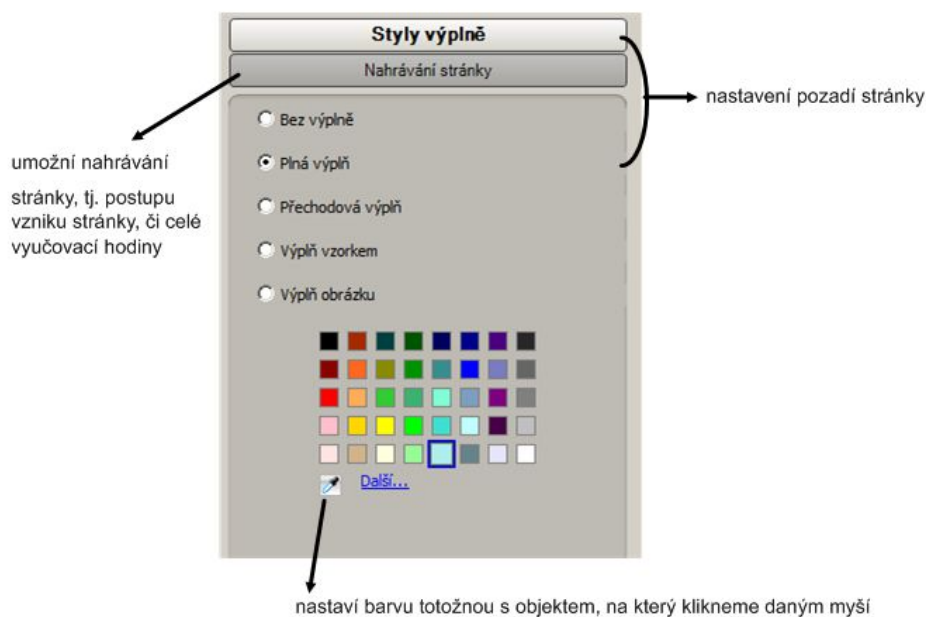 Styly výplně
Nahrávání stránky
nastavení pozadí stránky
Bez výplně
umožní nahrávání
stránky, tj. postupu
vzniku stránky, či celé
vyučovací hodiny
Plná výplň
Přechodová výplň
Výplň vzorkem
Výplň obrázku
Další...
nastaví barvu totožnou s objektem, na který klikneme daným myší